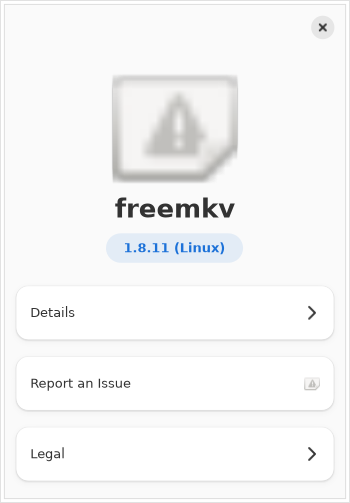 freemkv
1.8.11 (Linux)
Details
Report an Issue
Legal